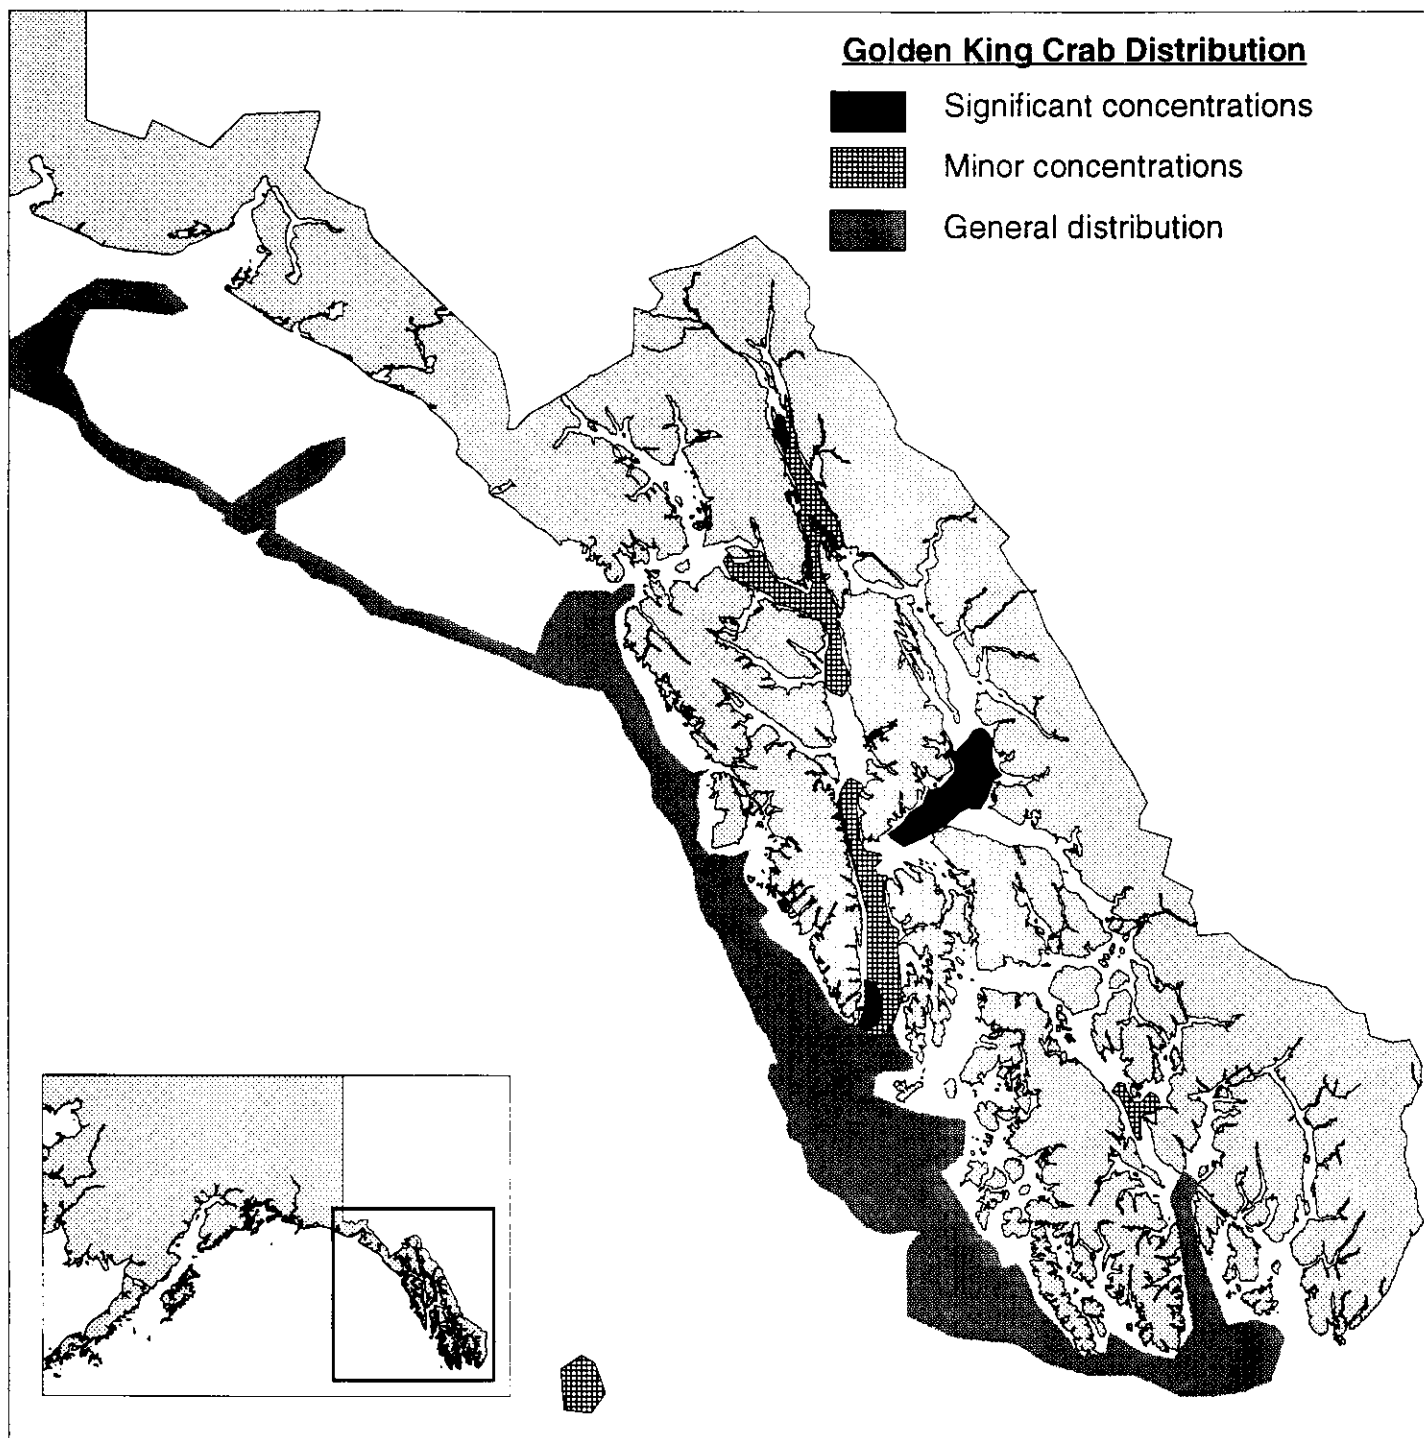 Golden King Crab Distribution
Significant concentrations
Minor concentrations
General distribution